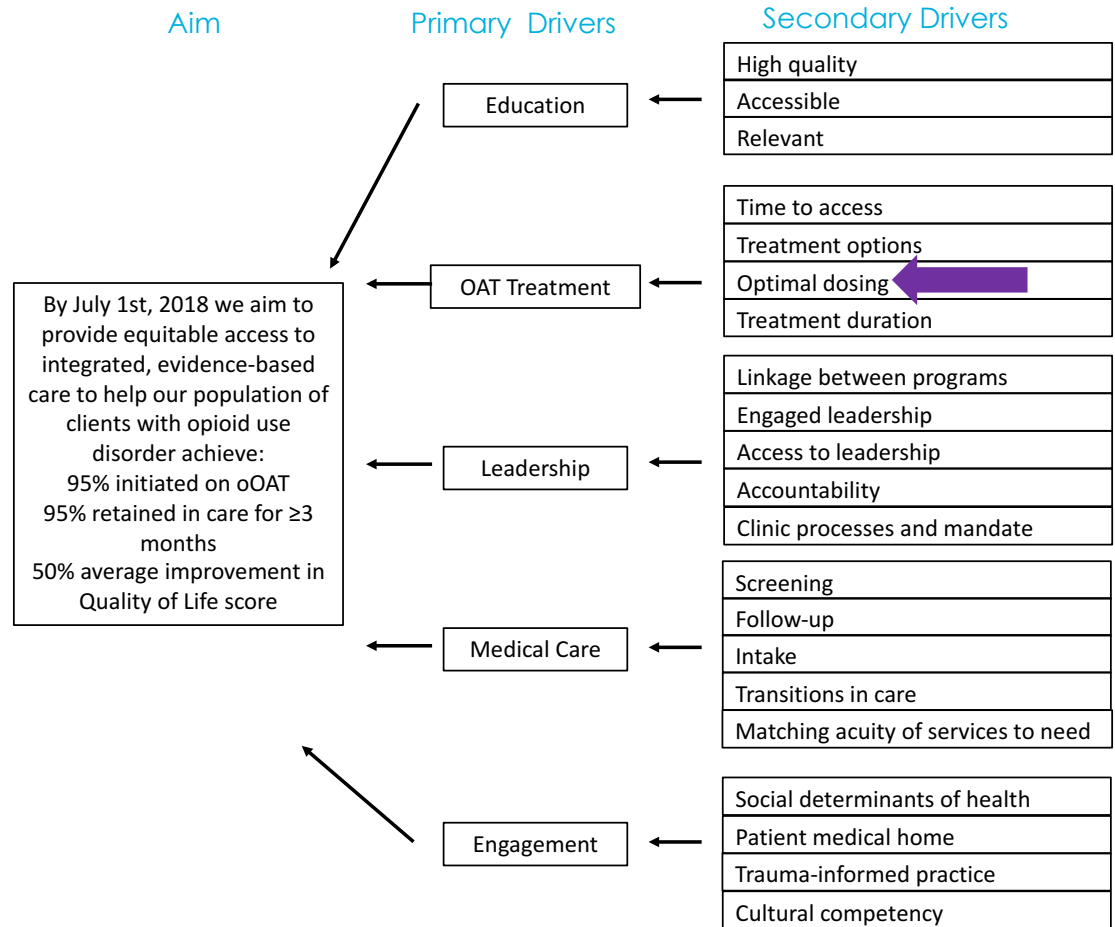 Aim
Primary Drivers
Secondary Drivers
By July 1st, 2018 we aim to
provide equitable access to
integrated, evidence-based
care to help our population of
clients with opioid use
disorder achieve:
95% initiated on oOAT
95% retained in care for ≥3
months
50% average improvement in
Quality of Life score
Education
High quality
Accessible
Relevant
OAT Treatment
Time to access
Treatment options
Optimal dosing
Treatment duration
Leadership
Linkage between programs
Engaged leadership
Access to leadership
Accountability
Clinic processes and mandate
Medical Care
Screening
Follow-up
Intake
Transitions in care
Matching acuity of services to need
Engagement
Social determinants of health
Patient medical home
Trauma-informed practice
Cultural competency